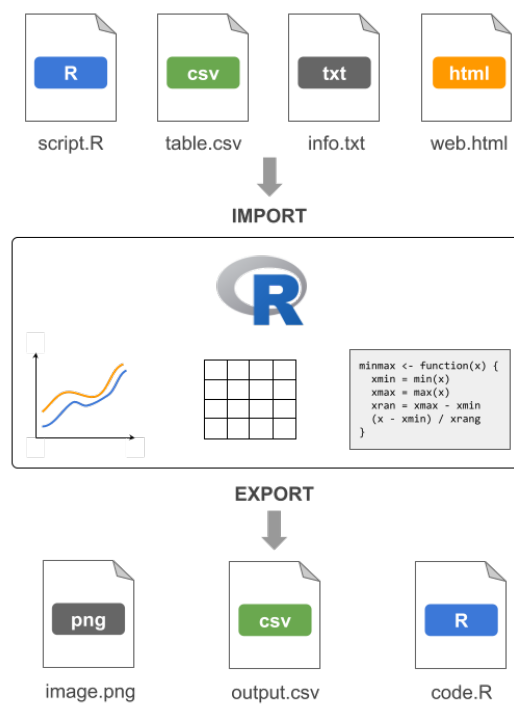 R
csv
txt
html
script.R
table.csv
info.txt
web.html
IMPORT
R
minmax <- function(x) {
xmin = min(x)
xmax = max(x)
xran = xmax - xmin
(x - xmin) / xrang
}
EXPORT
png
csv
R
image.png
output.csv
code.R